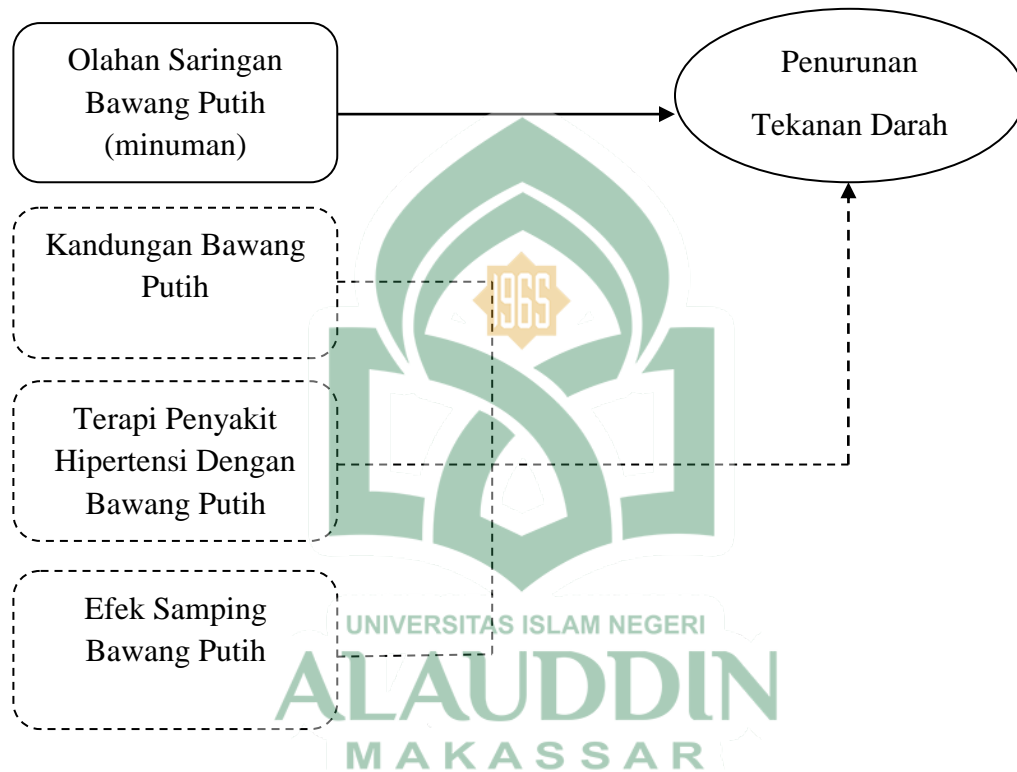 Olahan Saringan
Bawang Putih
(minuman)
Penurunan
Tekanan Darah
Kandungan Bawang
Putih
1965
Terapi Penyakit
Hipertensi Dengan
Bawang Putih
Efek Samping
Bawang Putih
UNIVERSITAS ISLAM NEGERI
ALAUDDIN
MAKASSAR